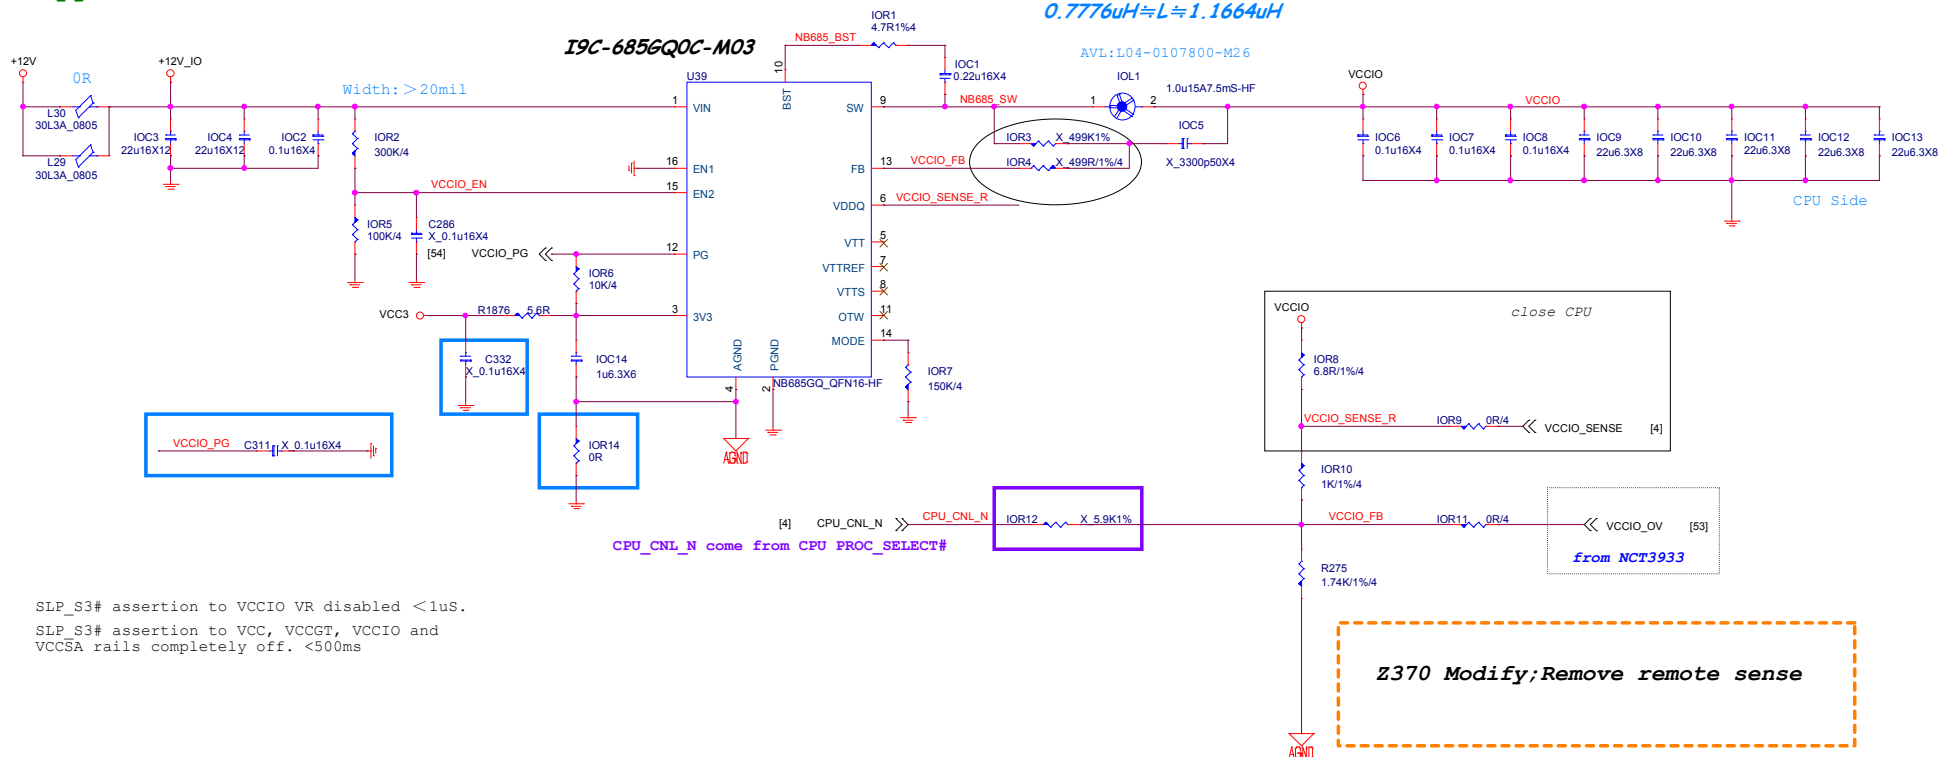 0.7776uH≒L≒1.1664uH
I9C-685GQ0C-M03
AVL:L04-0107800-M26
IOR1
4.7R1%4
NB685_BST
IOC1
0.22u16X4
+12V
0R
+12V_IO
L30
30L3A_0805
L29
30L3A_0805
IOC3
22u16X12
IOC4
22u16X12
IOC2
0.1u16X4
Width:＞20mil
IOR2
300K/4
VCCIO_EN
IOR5
100K/4
C286
X_0.1u16X4
[54]
VCCIO_PG
IOR6
10K/4
VCC3
R1876
5.6R
C332
X_0.1u16X4
IOC14
1u6.3X6
IOR14
0R
VCCIO_PG
C311
X_0.1u16X4
U39
1
VIN
16
EN1
15
EN2
12
PG
3
3V3
10
BST
SW
9
FB
13
VDDQ
6
VTT
5
VTTREF
7
VTTS
8
OTW
11
MODE
14
AGND
4
PGND
2
NB685GQ_QFN16-HF
AGND
IOR7
150K/4
NB685_SW
1
IOL1
2
1.0u15A7.5mS-HF
IOR3
X_499K1%
VCCIO_FB
IOR4
X_499R/1%/4
IOC5
X_3300p50X4
VCCIO_SENSE_R
VCCIO
VCCIO
IOC6
0.1u16X4
IOC7
0.1u16X4
IOC8
0.1u16X4
IOC9
22u6.3X8
IOC10
22u6.3X8
IOC11
22u6.3X8
IOC12
22u6.3X8
IOC13
22u6.3X8
CPU Side
VCCIO
close CPU
IOR8
6.8R/1%/4
VCCIO_SENSE_R
IOR9
0R/4
VCCIO_SENSE
[4]
IOR10
1K/1%/4
[4]
CPU_CNL_N
CPU_CNL_N
IOR12
X_5.9K1%
VCCIO_FB
IOR11
0R/4
VCCIO_OV
[53]
from NCT3933
CPU_CNL_N come from CPU PROC_SELECT#
R275
1.74K/1%/4
AGND
SLP_S3# assertion to VCCIO VR disabled ＜1uS.
SLP_S3# assertion to VCC, VCCGT, VCCIO and
VCCSA rails completely off. <500ms
Z370 Modify;Remove remote sense